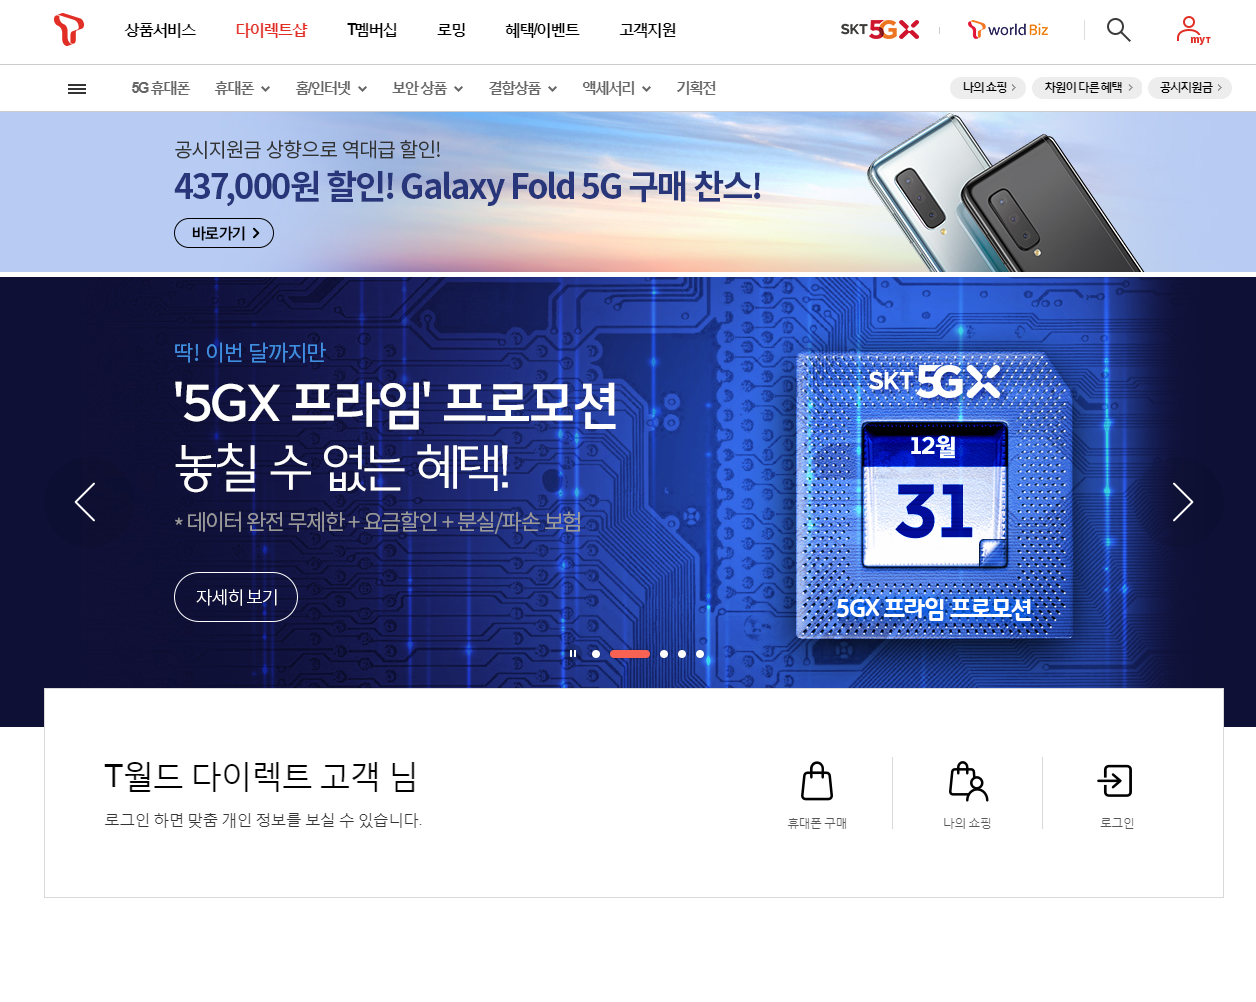 상품서비스 다이렉트샵 T멤버십 로밍 혜택/이벤트 고객지원 SKT 5GX T world Biz myT
5G 휴대폰 휴대폰 홈/인터넷 보안 상품 결합상품 액세서리 기획전 나의 쇼핑 차원이 다른 혜택 공시지원금
공시지원금 상향으로 역대급 할인!
437,000원 할인! Galaxy Fold 5G 구매 찬스!
바로가기
딱! 이번 달까지만
'5GX 프라임' 프로모션
놓칠 수 없는 혜택!
* 데이터 완전 무제한 + 요금할인 + 분실/파손 보험
자세히 보기
SKT 5GX
12월
31
5GX 프라임 프로모션
T월드 다이렉트 고객 님
로그인 하면 맞춤 개인 정보를 보실 수 있습니다.
휴대폰 구매 나의 쇼핑 로그인